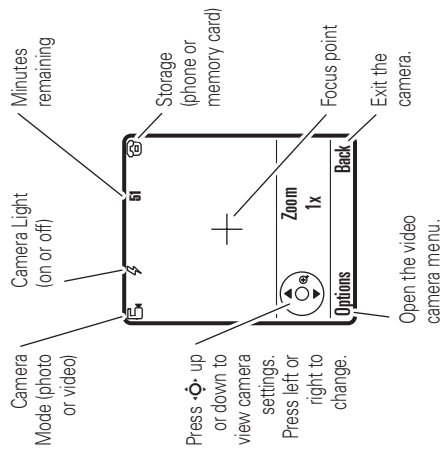 Camera
Mode (photo
or video)
Camera Light
(on or off)
Minutes
remaining
51
Storage
(phone or
memory card)
Focus point
Press up
or down to
view camera
settings.
Press left or
right to
change.
Zoom
1x
Options
Back
Open the video
camera menu.
Exit the
camera.